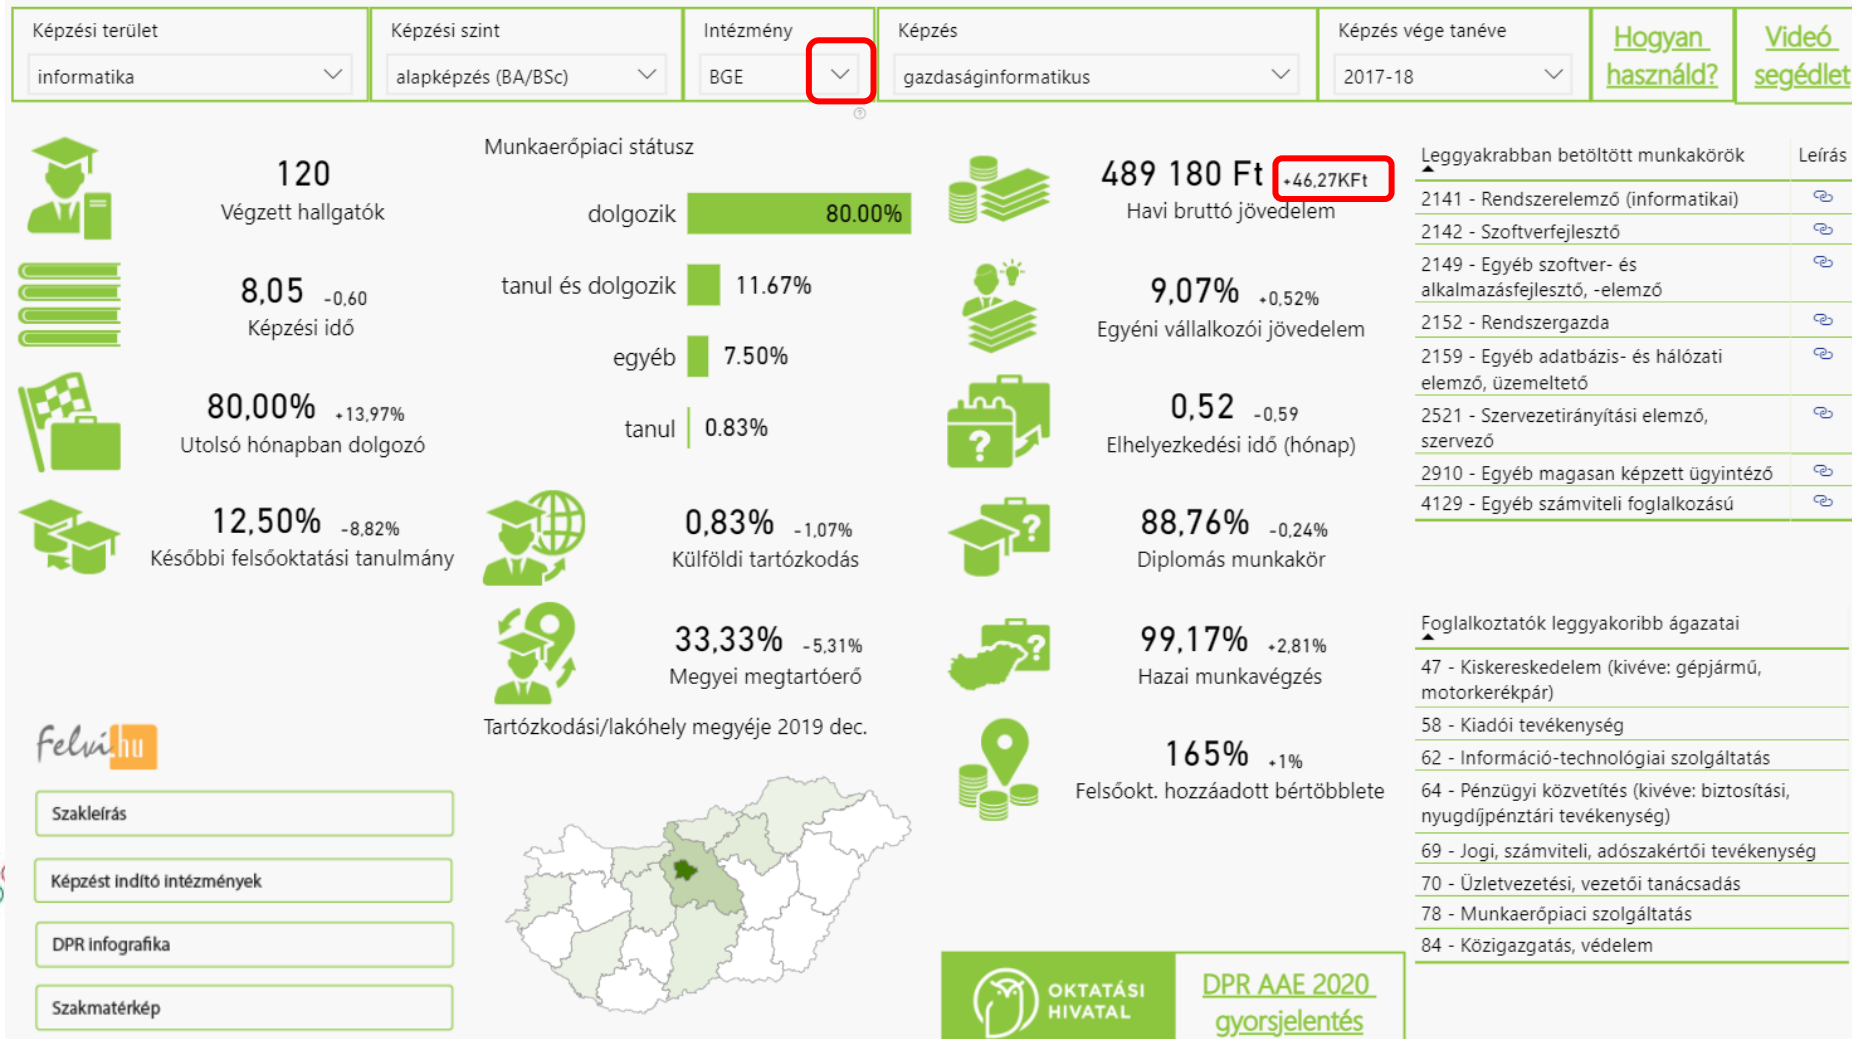 Képzési terület
informatika
Képzési szint
alapképzés (BA/BSc)
Intézmény
BGE
Képzés
gazdaságinformatikus
Képzés vége tanéve
2017-18
Hogyan
használd?
Videó
segédlet
120
Végzett hallgatók
8,05 -0,60
Képzési idő
80,00% +13,97%
Utolsó hónapban dolgozó
12,50% -8,82%
Későbbi felsőoktatási tanulmány
Munkaerőpiaci státusz
dolgozik 80.00%
tanul és dolgozik 11.67%
egyéb 7.50%
tanul 0.83%
0,83% -1,07%
Külföldi tartózkodás
33,33% -5,31%
Megyei megtartóerő
Tartózkodási/lakóhely megyéje 2019 dec.
489 180 Ft +46,27KFt
Havi bruttó jövedelem
9,07% +0,52%
Egyéni vállalkozói jövedelem
0,52 -0,59
Elhelyezkedési idő (hónap)
88,76% -0,24%
Diplomás munkakör
99,17% +2,81%
Hazai munkavégzés
165% +1%
Felsőokt. hozzáadott bértöbblete
Leggyakrabban betöltött munkakörök Leírás
2141 - Rendszerelemző (informatikai)
2142 - Szoftverfejlesztő
2149 - Egyéb szoftver- és
alkalmazásfejlesztő, -elemző
2152 - Rendszergazda
2159 - Egyéb adatbázis- és hálózati
elemző, üzemeltető
2521 - Szervezetirányítási elemző,
szervező
2910 - Egyéb magasan képzett ügyintéző
4129 - Egyéb számviteli foglalkozású
Foglalkoztatók leggyakoribb ágazatai
47 - Kiskereskedelem (kivéve: gépjármű,
motorkerékpár)
58 - Kiadói tevékenység
62 - Információ-technológiai szolgáltatás
64 - Pénzügyi közvetítés (kivéve: biztosítási,
nyugdíjpénztári tevékenység)
69 - Jogi, számviteli, adószakértői tevékenység
70 - Üzletvezetési, vezetői tanácsadás
78 - Munkaerőpiaci szolgáltatás
84 - Közigazgatás, védelem
felvi.hu
Szakleírás
Képzést indító intézmények
DPR infografika
Szakmatérkép
OKTATÁSI
HIVATAL
DPR AAE 2020
gyorsjelentés